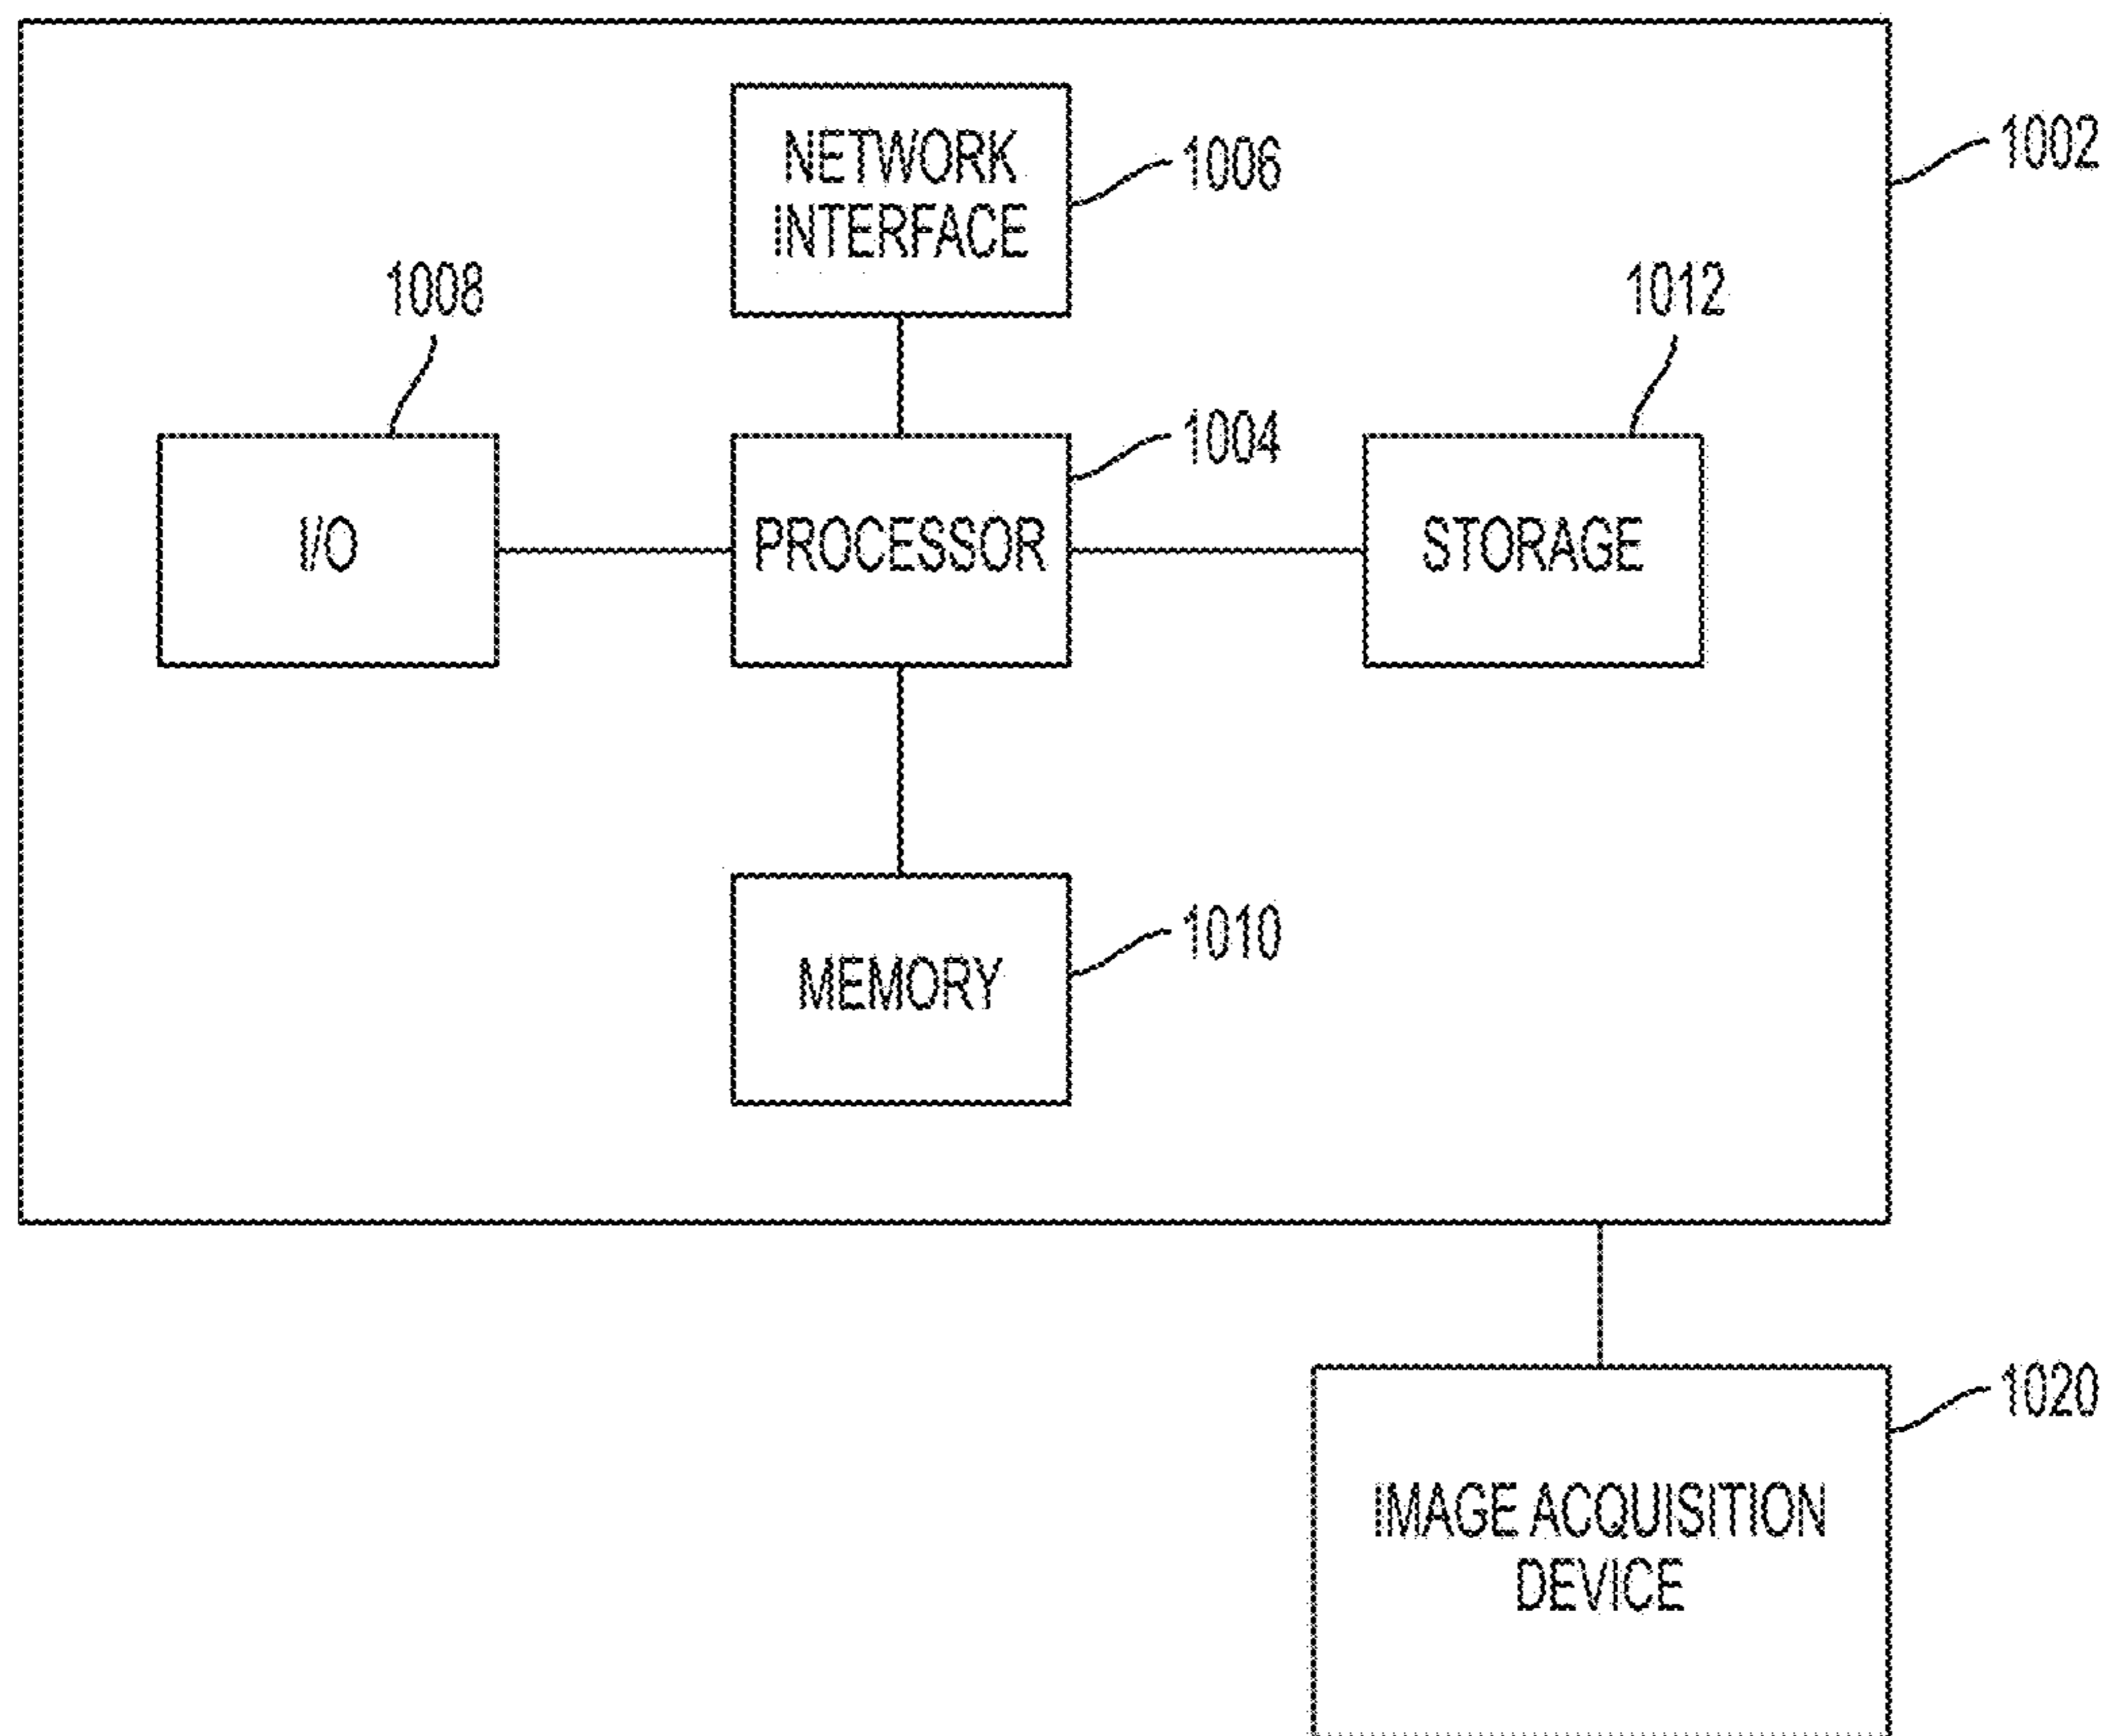 1002
NETWORK
INTERFACE
1006
1008
1012
1004
I/O
PROCESSOR
STORAGE
1010
MEMORY
1020
IMAGE ACQUISITION
DEVICE